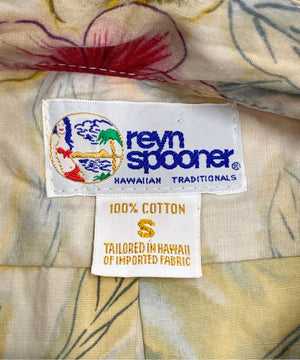 reyn
spooner®
HAWAIIAN TRADITIONALS
100% COTTON
S
TAILORED IN HAWAII
OF IMPORTED FABRIC